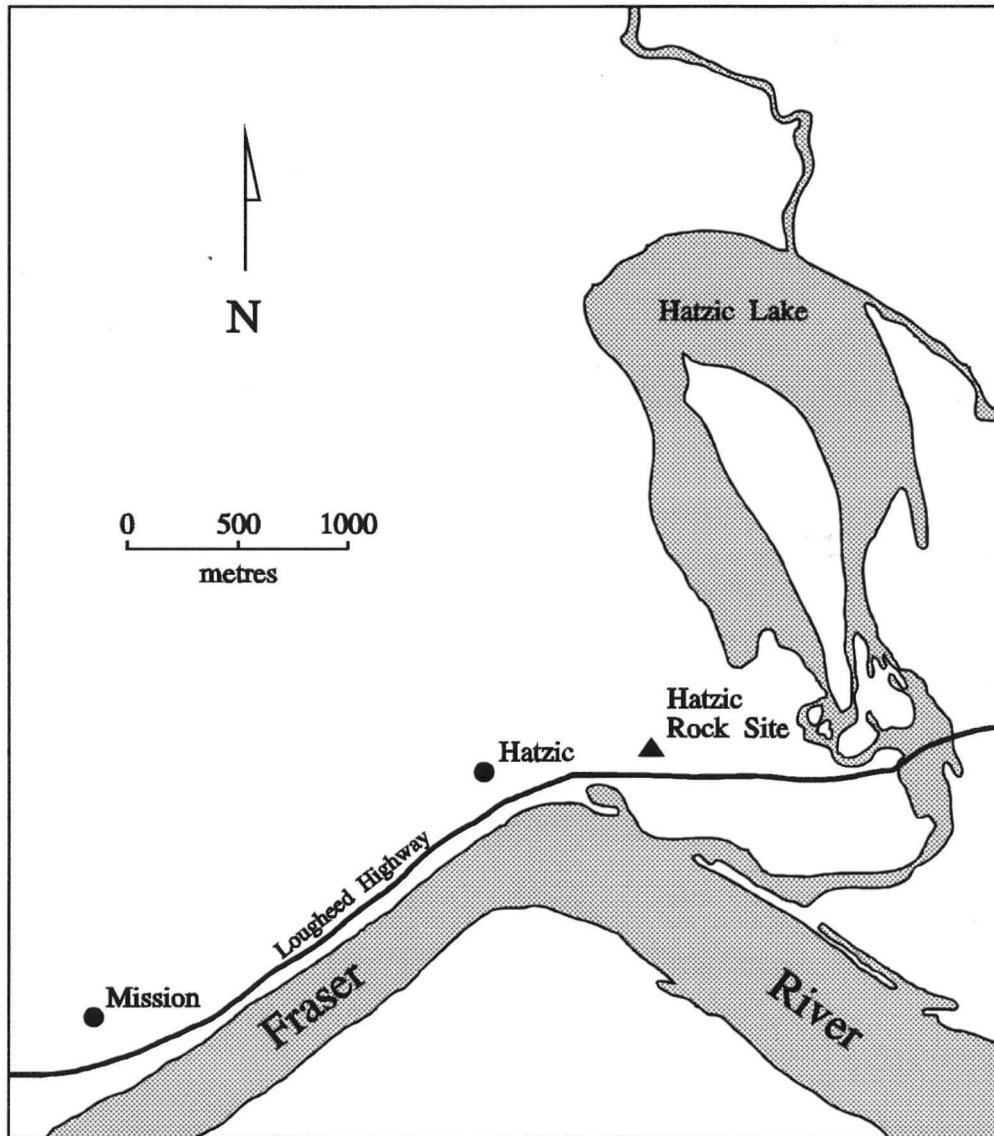 N
Hatzic Lake
0 500 1000
metres
Hatzic
Rock Site
Hatzic
Lougheed Highway
Mission
Fraser
River